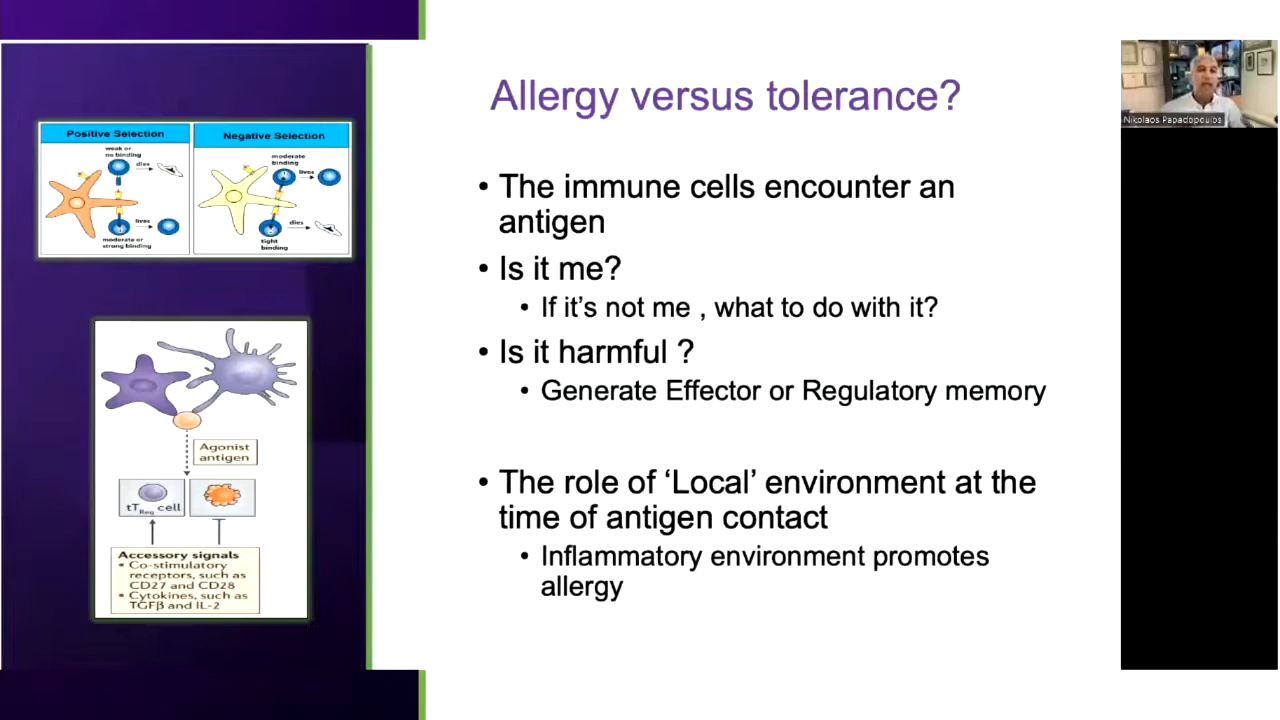 Allergy versus tolerance?
Nikolaos Papadopoulos
Positive Selection
weak or
no binding
dies
lives
moderate or
strong binding
Negative Selection
moderate
binding
lives
dies
tight
binding
• The immune cells encounter an
antigen
• Is it me?
• If it’s not me , what to do with it?
• Is it harmful ?
• Generate Effector or Regulatory memory
• The role of ‘Local’ environment at the
time of antigen contact
• Inflammatory environment promotes
allergy
Agonist
antigen
tTReg cell
Accessory signals
• Co-stimulatory
receptors, such as
CD27 and CD28
• Cytokines, such as
TGFβ and IL-2